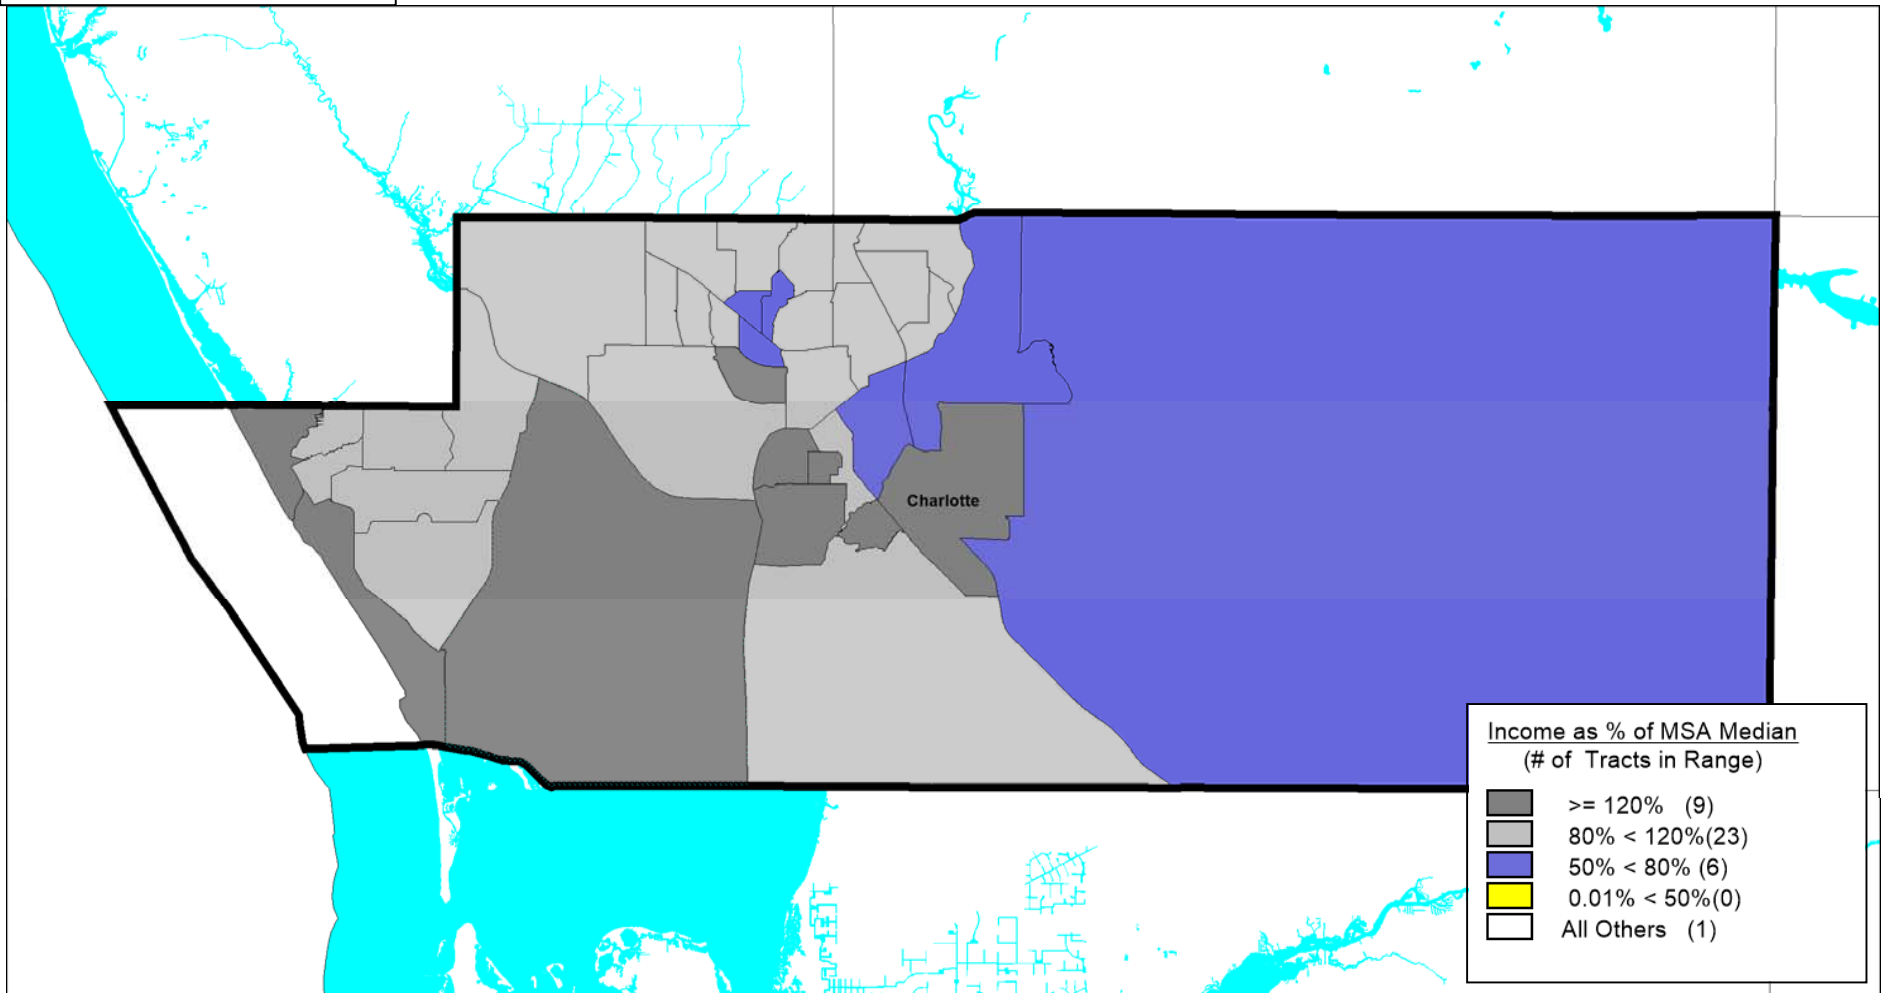 Charlotte
Income as % of MSA Median
(# of Tracts in Range)
>= 120% (9)
80% < 120%(23)
50% < 80% (6)
0.01% < 50%(0)
All Others (1)